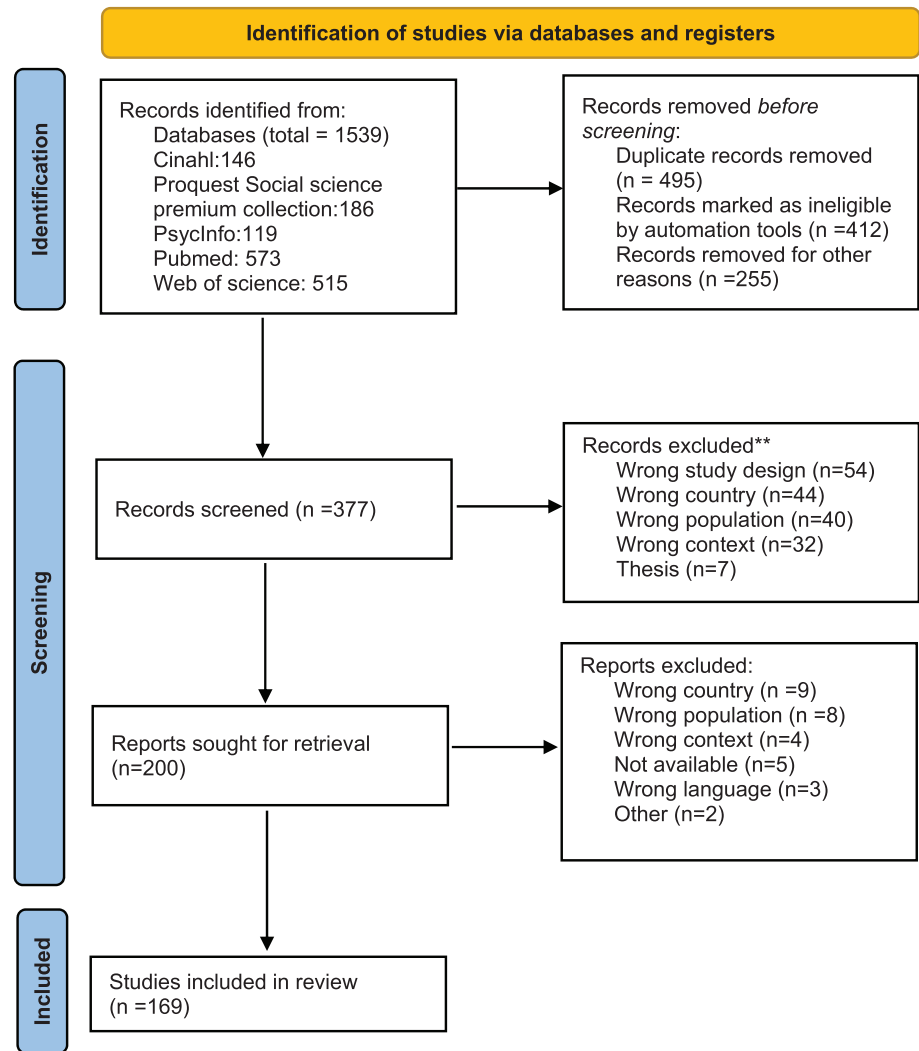 Identification of studies via databases and registers
Identification
Records identified from:
Databases (total = 1539)
Cinahl:146
Proquest Social science
premium collection:186
PsycInfo:119
Pubmed: 573
Web of science: 515
Records removed before
screening:
Duplicate records removed
(n = 495)
Records marked as ineligible
by automation tools (n =412)
Records removed for other
reasons (n =255)
Screening
Records screened (n =377)
Records excluded**
Wrong study design (n=54)
Wrong country (n=44)
Wrong population (n=40)
Wrong context (n=32)
Thesis (n=7)
Reports sought for retrieval
(n=200)
Reports excluded:
Wrong country (n =9)
Wrong population (n =8)
Wrong context (n=4)
Not available (n=5)
Wrong language (n=3)
Other (n=2)
Included
Studies included in review
(n =169)